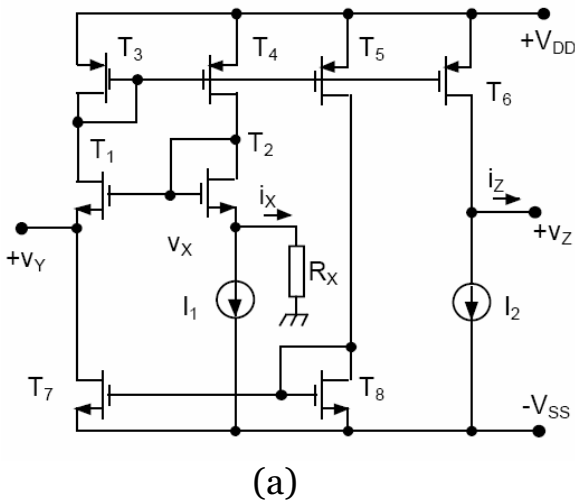 T3 T4 T5
+VDD
T6
T1 T2
iX iZ
+vY vX RX +vZ
I1 I2
T7 T8
-VSS
(a)